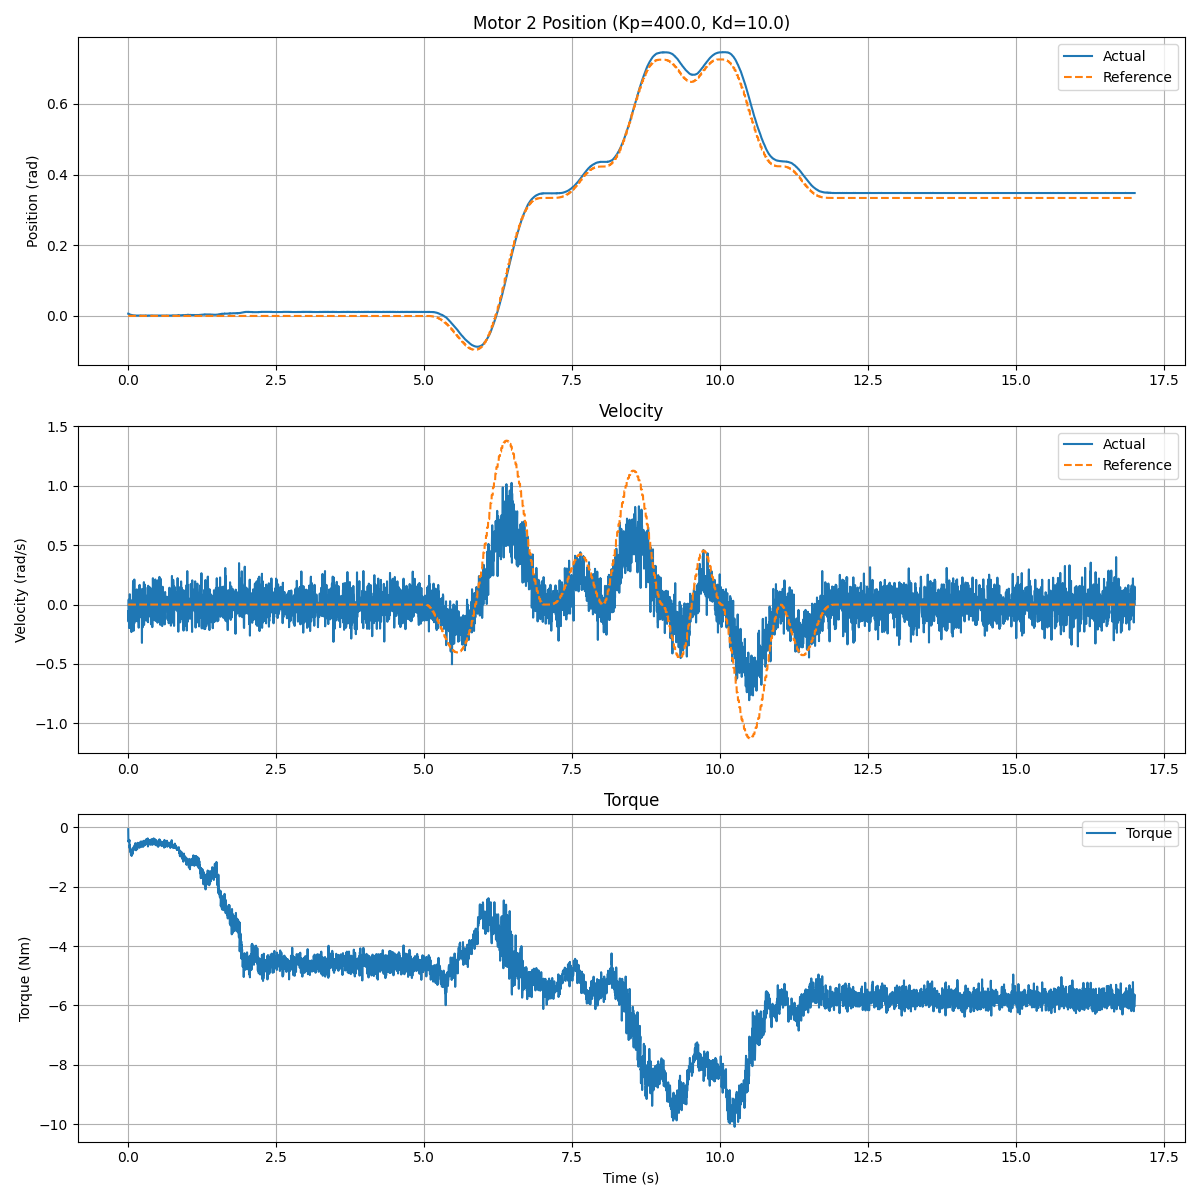 Motor 2 Position (Kp=400.0, Kd=10.0)
Actual
Reference
Position (rad)
0.6
0.4
0.2
0.0
0.0 2.5 5.0 7.5 10.0 12.5 15.0 17.5
Velocity
Actual
Reference
Velocity (rad/s)
1.5
1.0
0.5
0.0
−0.5
−1.0
0.0 2.5 5.0 7.5 10.0 12.5 15.0 17.5
Torque
Torque
Torque (Nm)
0
−2
−4
−6
−8
−10
0.0 2.5 5.0 7.5 10.0 12.5 15.0 17.5
Time (s)